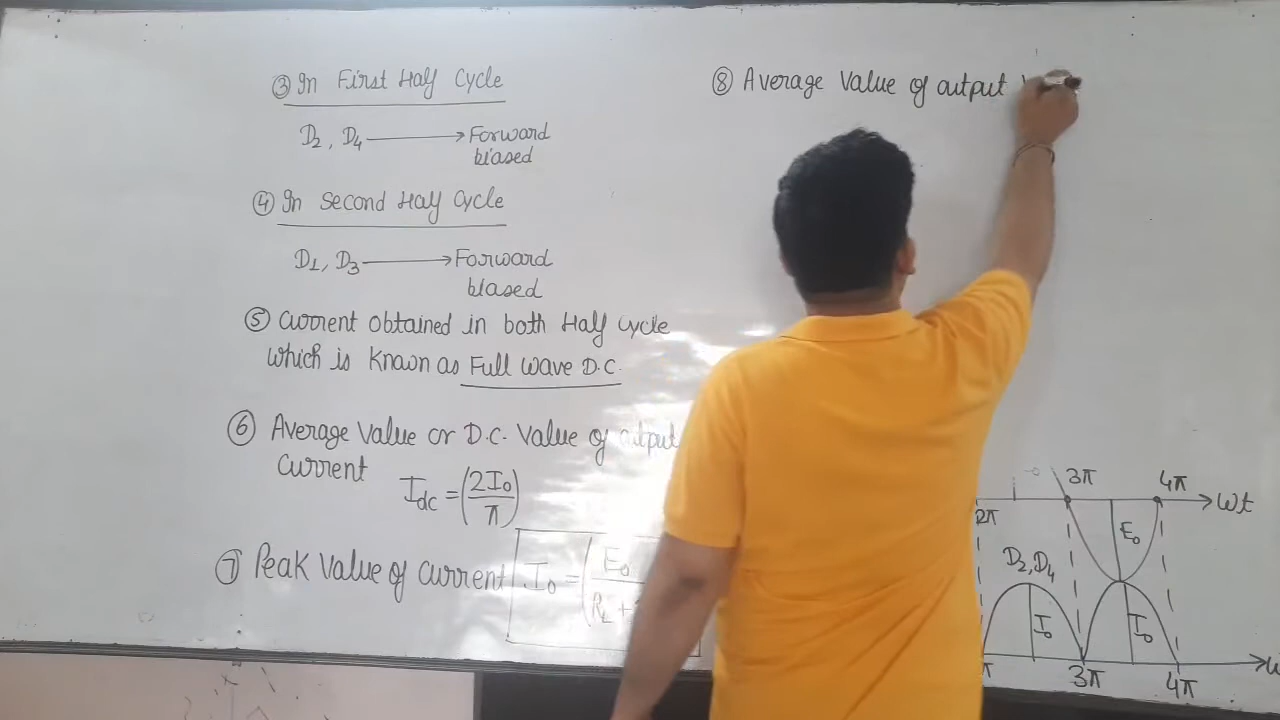 ③ In First Half Cycle
D₂, D₄ ⟶ Forward
biased
④ In Second Half Cycle
D₁, D₃ ⟶ Forward
biased
⑤ Current obtained in both Half Cycle
which is Known as Full Wave D.C.
⑥ Average Value or D.C. Value of output
Current I_dc = (2I₀/π)
⑦ Peak Value of current I₀ = (E₀
R_L +
⑧ Average Value of output
3π 4π
2π ωt
E₀
D₂, D₄
I₀ I₀
π 3π 4π